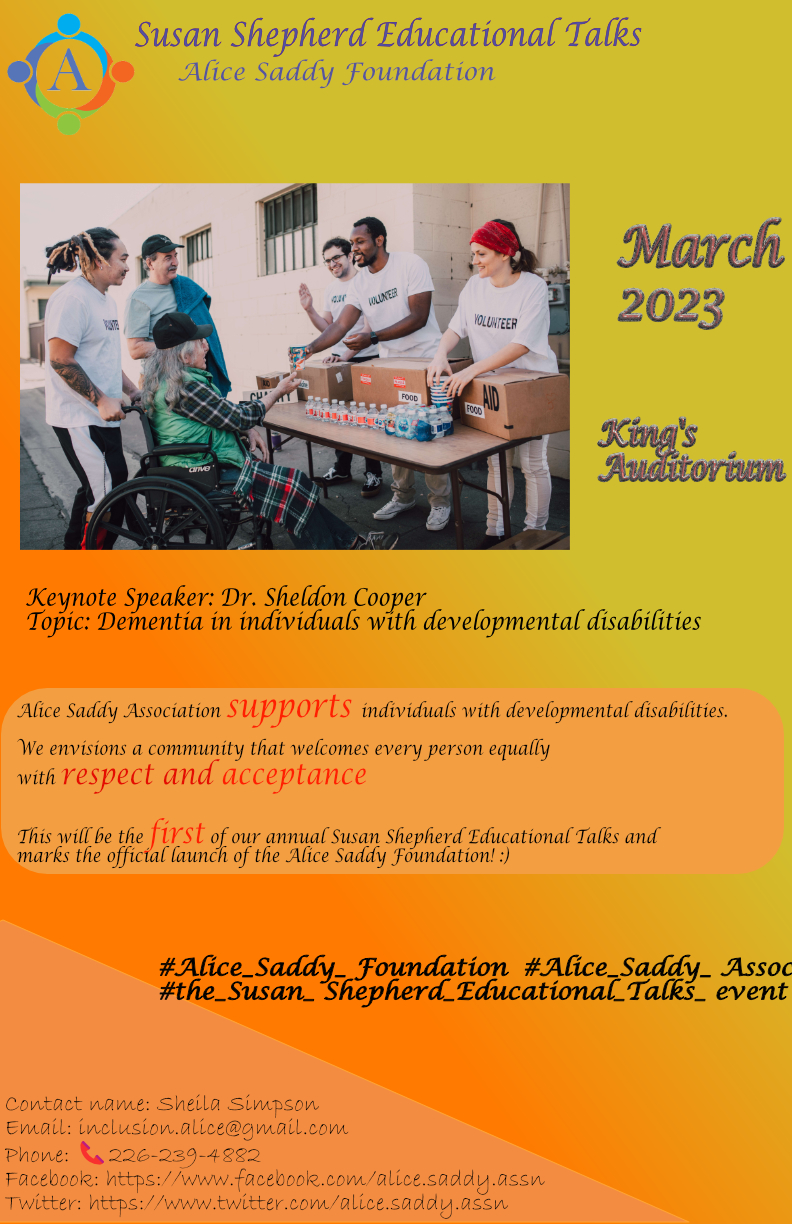 A
Susan Shepherd Educational Talks
Alice Saddy Foundation
March
2023
King's
Auditorium
VOLUNTEER
VOLUNTEER
VOLUNTEER
FOOD
FOOD
AID
drive
Keynote Speaker: Dr. Sheldon Cooper
Topic: Dementia in individuals with developmental disabilities
Alice Saddy Association supports individuals with developmental disabilities.
We envisions a community that welcomes every person equally
with respect and acceptance
This will be the first of our annual Susan Shepherd Educational Talks and
marks the official launch of the Alice Saddy Foundation! :)
#Alice_Saddy_ Foundation #Alice_Saddy_ Assoc
#the_Susan_ Shepherd_Educational_Talks_ event
Contact name: Sheila Simpson
Email: inclusion.alice@gmail.com
Phone: 226-239-4882
Facebook: https://www.facebook.com/alice.saddy.assn
Twitter: https://www.twitter.com/alice.saddy.assn